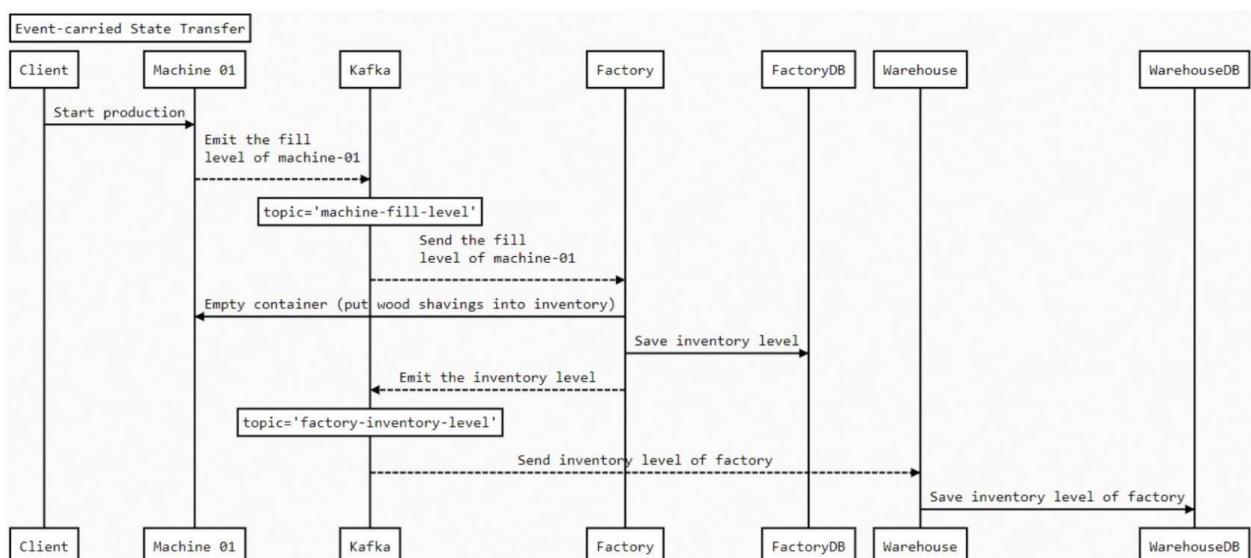 Event-carried State Transfer
Client
Machine 01
Kafka
Factory
FactoryDB
Warehouse
WarehouseDB
Start production
Emit the fill
level of machine-01
topic='machine-fill-level'
Send the fill
level of machine-01
Empty container (put wood shavings into inventory)
Save inventory level
Emit the inventory level
topic='factory-inventory-level'
Send inventory level of factory
Save inventory level of factory
Client
Machine 01
Kafka
Factory
FactoryDB
Warehouse
WarehouseDB